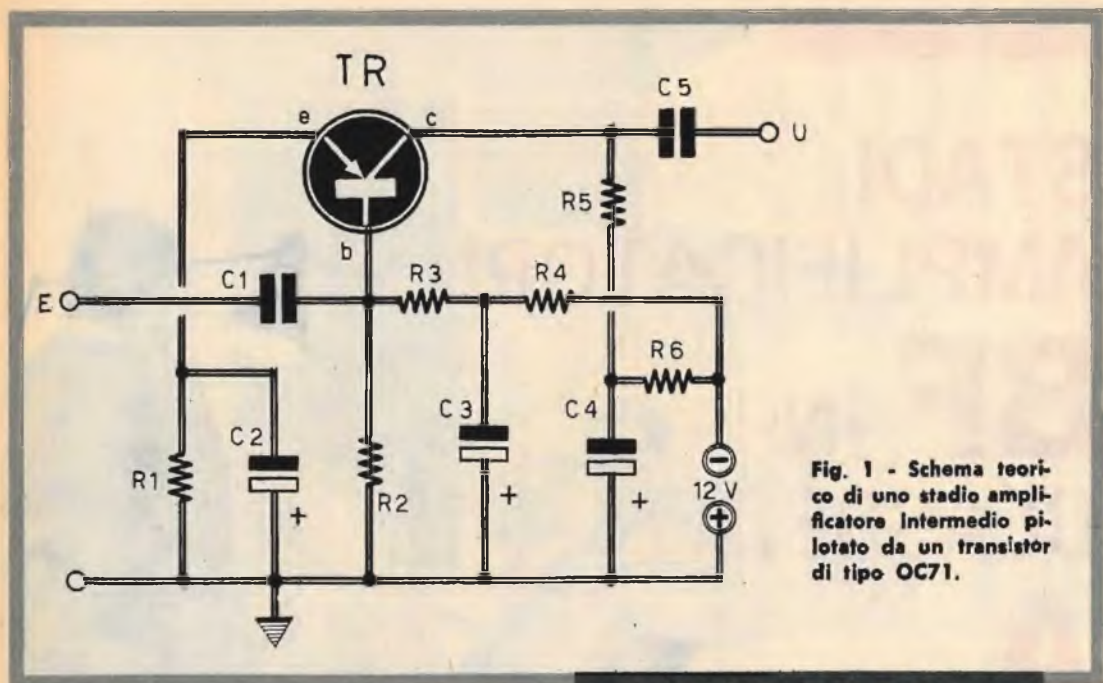 TR
e
c
C5
U
R5
b
C1
R3
R4
E
R6
C3
C4
C2
R1
+
R2
+
+
12 V
Fig. 1 - Schema teori-
co di uno stadio ampli-
ficatore intermedio pi-
lotato da un transistor
di tipo OC71.